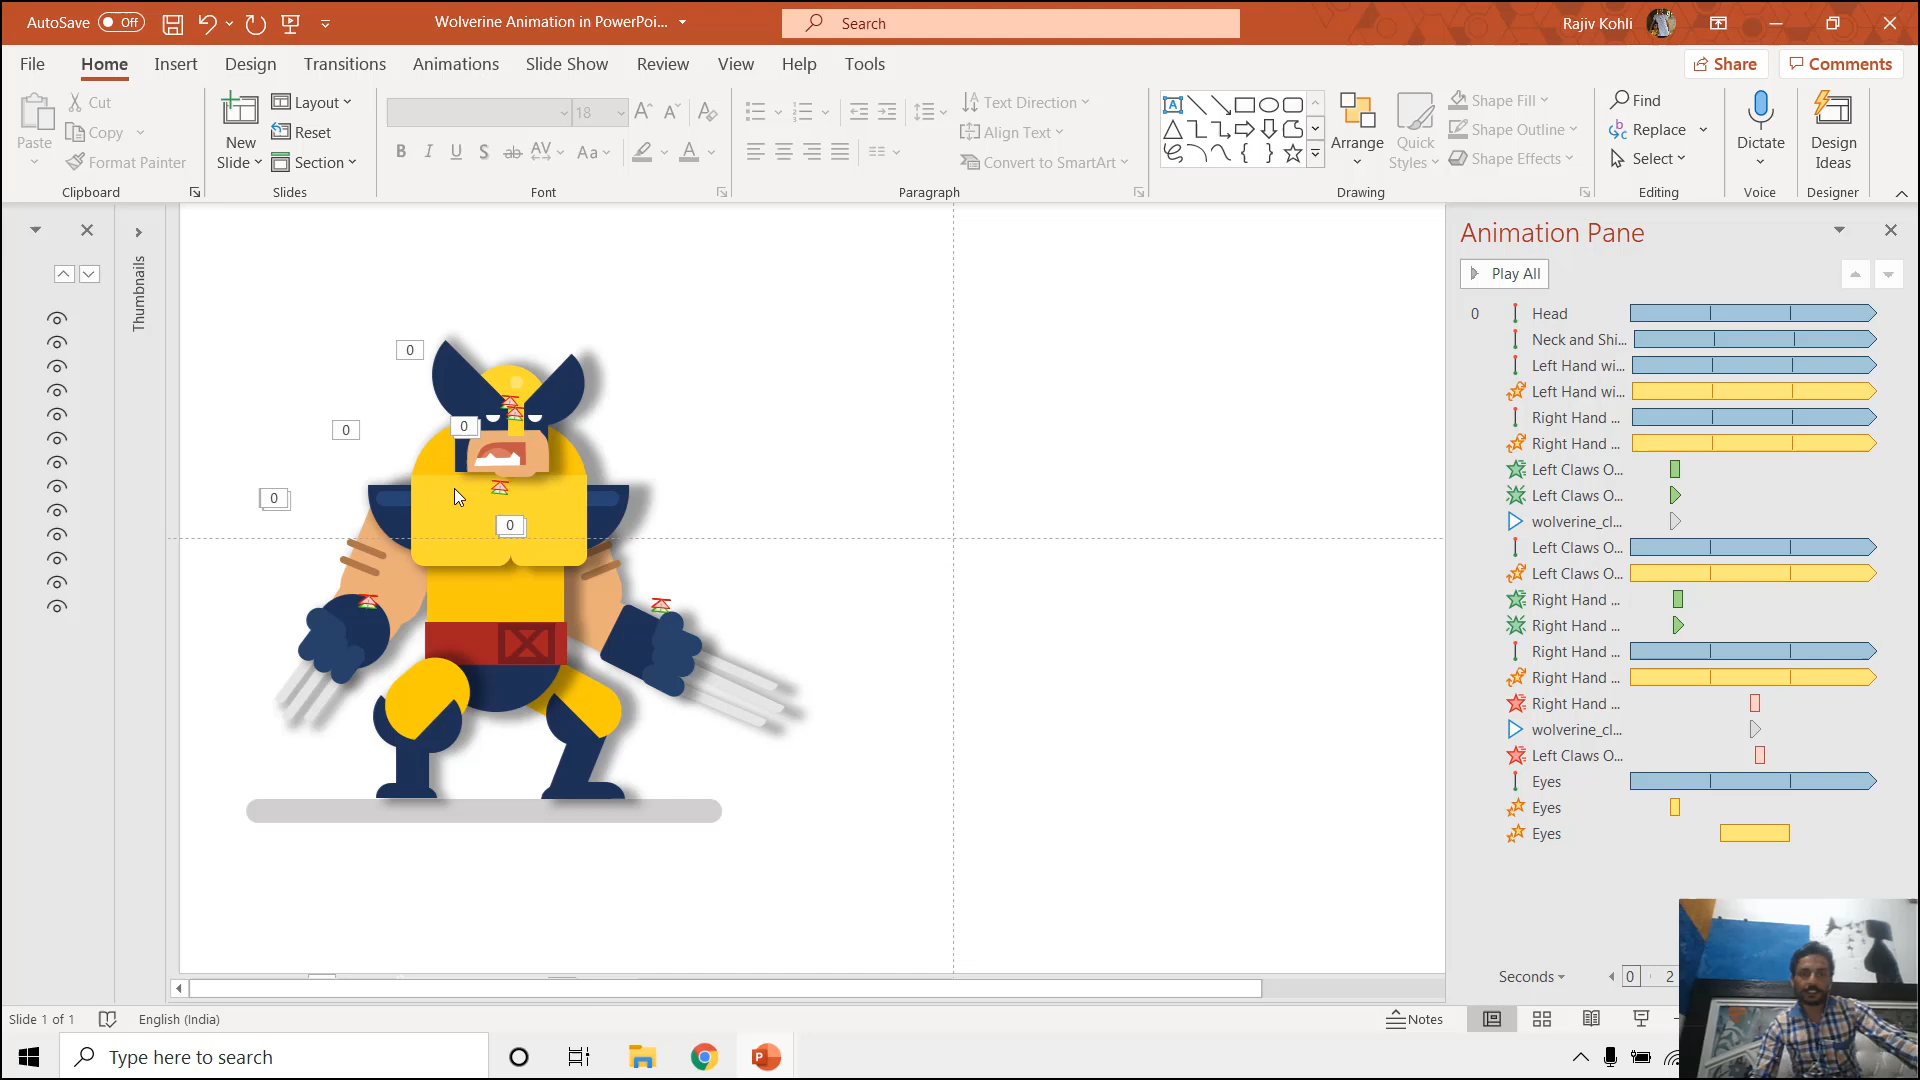 AutoSave Off
Wolverine Animation in PowerPoi...
Search
Rajiv Kohli
File Home Insert Design Transitions Animations Slide Show Review View Help Tools
Share Comments
Paste
Cut
Copy
Format Painter
Clipboard
New Slide
Layout
Reset
Section
Slides
18
B I U S ab AV Aa A
Font
Text Direction
Align Text
Convert to SmartArt
Paragraph
Arrange
Quick Styles
Shape Fill
Shape Outline
Shape Effects
Drawing
Find
Replace
Select
Editing
Dictate
Voice
Design Ideas
Designer
Thumbnails
0
0
0
0
0
Animation Pane
Play All
0 Head
Neck and Shi...
Left Hand wi...
Left Hand wi...
Right Hand ...
Right Hand ...
Left Claws O...
Left Claws O...
wolverine_cl...
Left Claws O...
Left Claws O...
Right Hand ...
Right Hand ...
Right Hand ...
Right Hand ...
Right Hand ...
wolverine_cl...
Left Claws O...
Eyes
Eyes
Eyes
Seconds 0 2
Slide 1 of 1 English (India) Notes
Type here to search